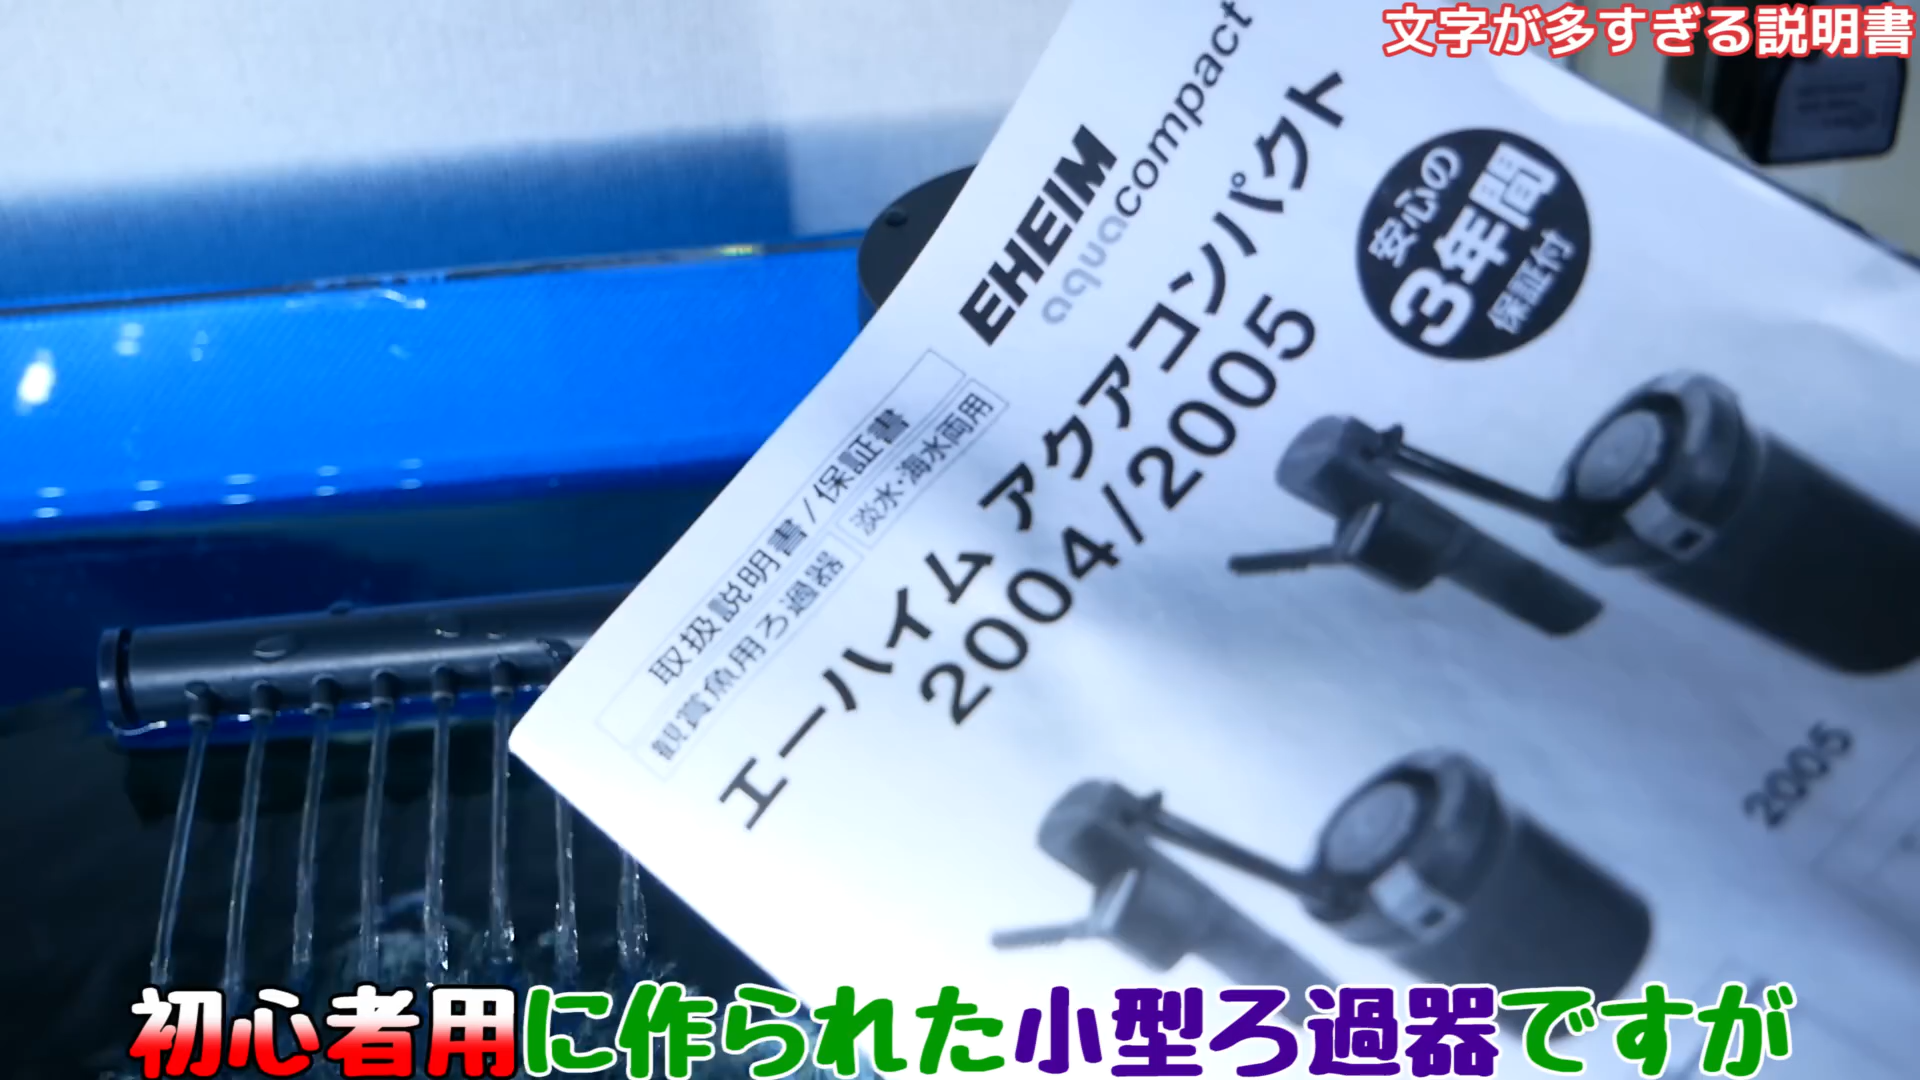 文字が多すぎる説明書
EHEIM
aquacompact
安心の
3年間
保証付
取扱説明書/保証書
観賞魚用ろ過器
淡水・海水両用
エーハイム アクアコンパクト
2004/2005
2005
初心者用に作られた小型ろ過器ですが